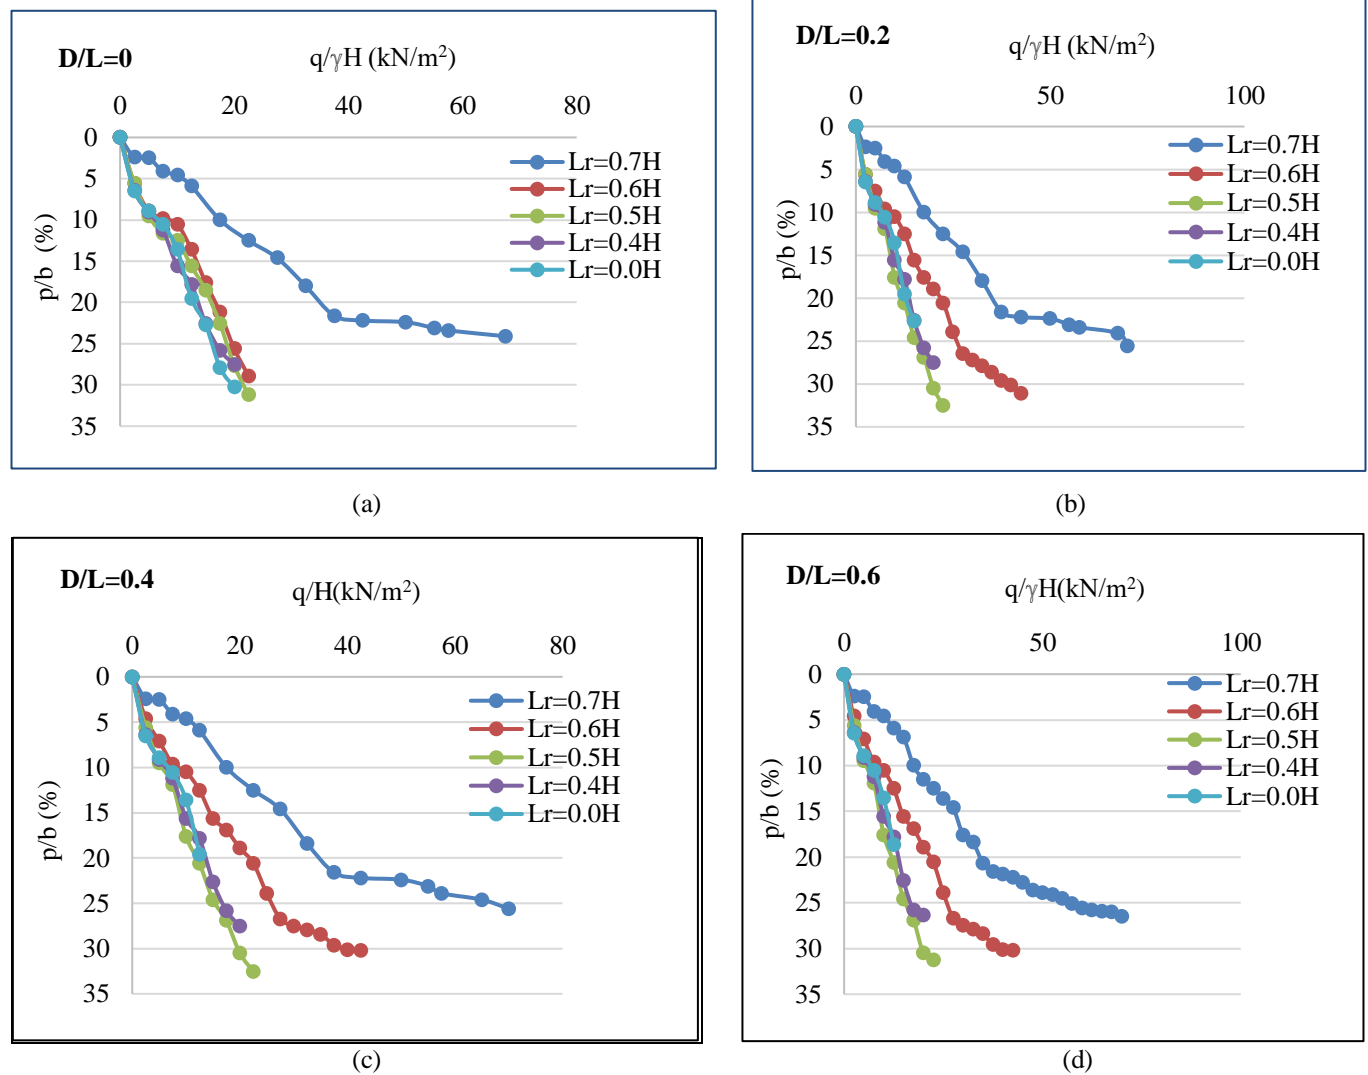 D/L=0
q/γH (kN/m²)
0 20 40 60 80
0
5
10
15
20
25
30
35
p/b (%)
Lr=0.7H
Lr=0.6H
Lr=0.5H
Lr=0.4H
Lr=0.0H
(a)
D/L=0.2
q/γH (kN/m²)
0 50 100
0
5
10
15
20
25
30
35
p/b (%)
Lr=0.7H
Lr=0.6H
Lr=0.5H
Lr=0.4H
Lr=0.0H
(b)
D/L=0.4
q/H(kN/m²)
0 20 40 60 80
0
5
10
15
20
25
30
35
p/b (%)
Lr=0.7H
Lr=0.6H
Lr=0.5H
Lr=0.4H
Lr=0.0H
(c)
D/L=0.6
q/γH(kN/m²)
0 50 100
0
5
10
15
20
25
30
35
p/b (%)
Lr=0.7H
Lr=0.6H
Lr=0.5H
Lr=0.4H
Lr=0.0H
(d)